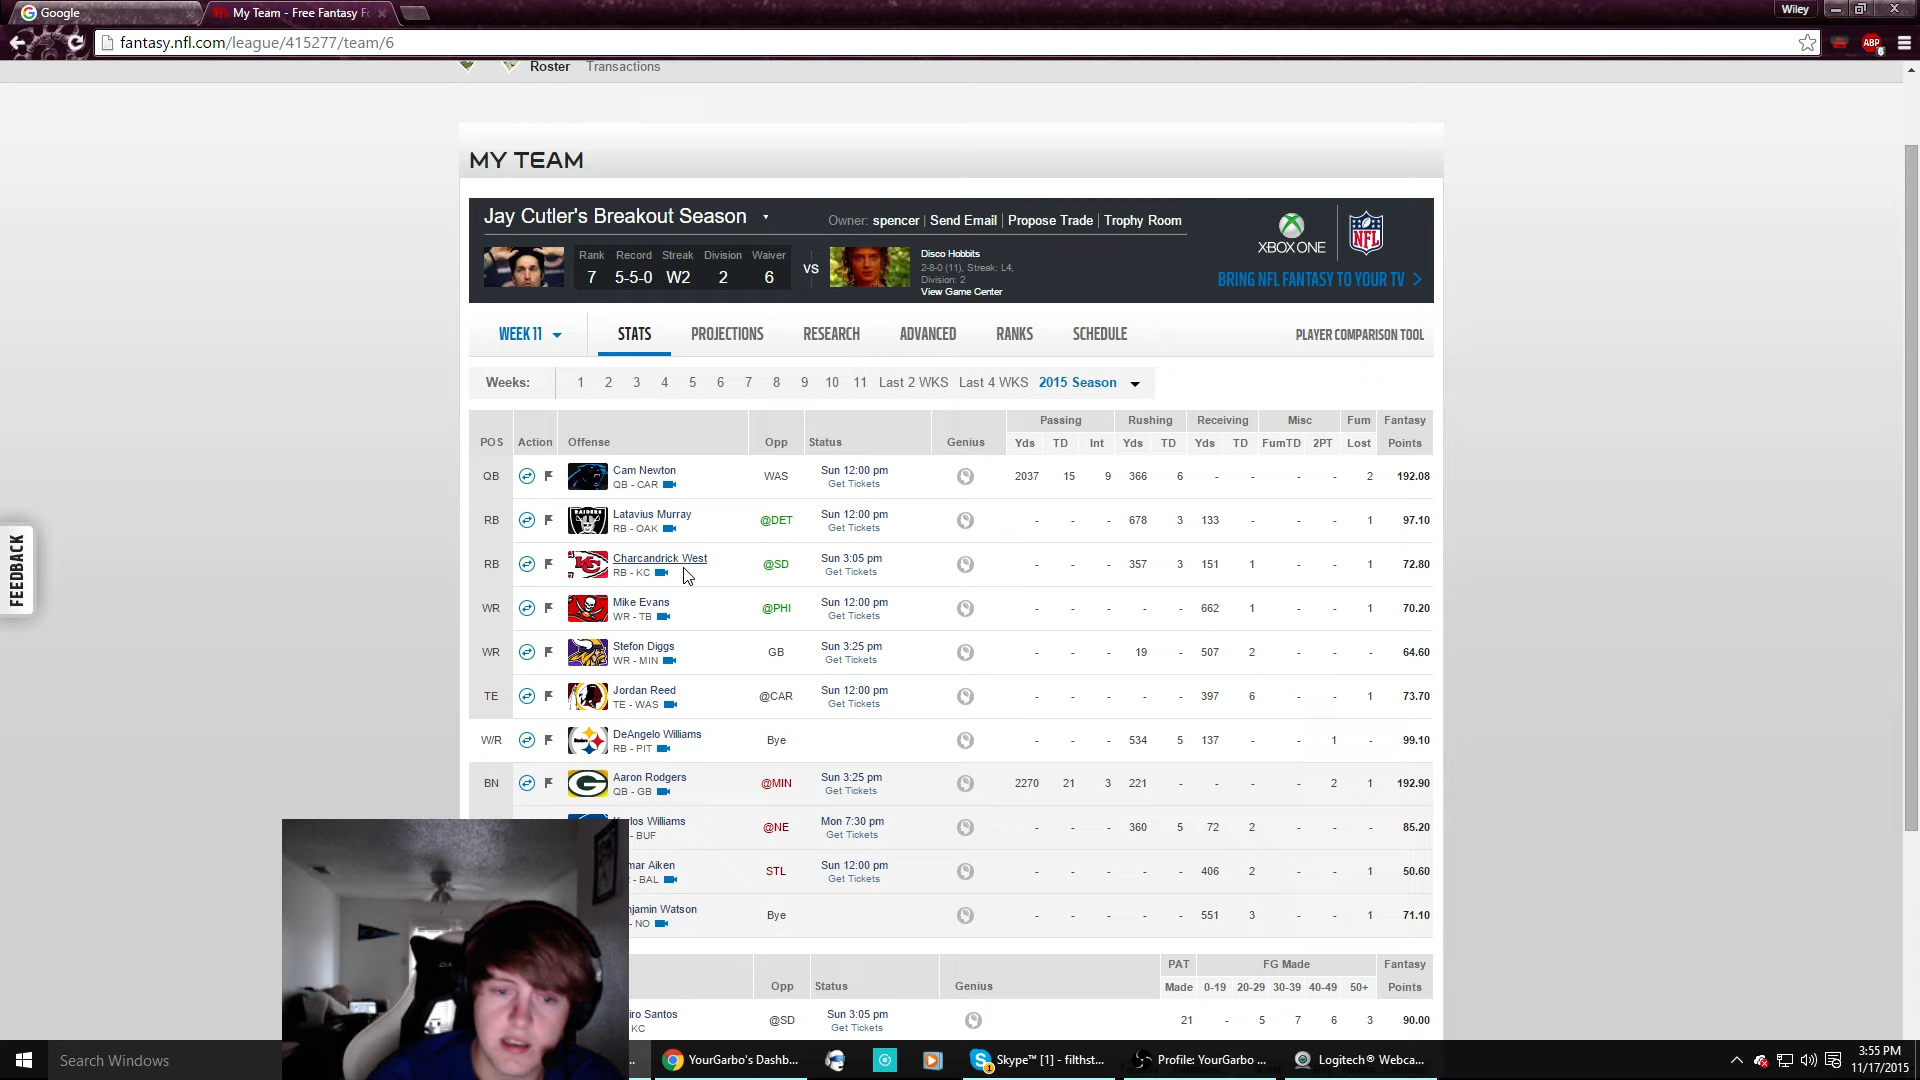 Google
My Team - Free Fantasy Fo
Wiley
fantasy.nfl.com/league/415277/team/6
ABP
6
Roster Transactions
MY TEAM
Jay Cutler's Breakout Season
Owner: spencer | Send Email | Propose Trade | Trophy Room
XBOX ONE
NFL
BRING NFL FANTASY TO YOUR TV
Rank Record Streak Division Waiver
7 5-5-0 W2 2 6
VS
Disco Hobbits
2-8-0 (11), Streak: L4,
Division: 2
View Game Center
WEEK 11 STATS PROJECTIONS RESEARCH ADVANCED RANKS SCHEDULE PLAYER COMPARISON TOOL
Weeks: 1 2 3 4 5 6 7 8 9 10 11 Last 2 WKS Last 4 WKS 2015 Season
Passing Rushing Receiving Misc Fum Fantasy
POS Action Offense Opp Status Genius Yds TD Int Yds TD Yds TD FumTD 2PT Lost Points
QB Cam Newton WAS Sun 12:00 pm 2037 15 9 366 6 - - - - 2 192.08
QB - CAR Get Tickets
RB Latavius Murray @DET Sun 12:00 pm - - - 678 3 133 - - - 1 97.10
RB - OAK Get Tickets
RB Charcandrick West @SD Sun 3:05 pm - - - 357 3 151 1 - - 1 72.80
RB - KC Get Tickets
WR Mike Evans @PHI Sun 12:00 pm - - - - - 662 1 - - 1 70.20
WR - TB Get Tickets
WR Stefon Diggs GB Sun 3:25 pm - - - 19 - 507 2 - - - 64.60
WR - MIN Get Tickets
TE Jordan Reed @CAR Sun 12:00 pm - - - - - 397 6 - - 1 73.70
TE - WAS Get Tickets
W/R DeAngelo Williams Bye - - - 534 5 137 - - 1 - 99.10
RB - PIT
BN Aaron Rodgers @MIN Sun 3:25 pm 2270 21 3 221 - - - - 2 1 192.90
QB - GB Get Tickets
rlos Williams @NE Mon 7:30 pm - - - 360 5 72 2 - - - 85.20
- BUF Get Tickets
mar Aiken STL Sun 12:00 pm - - - - - 406 2 - - 1 50.60
- BAL Get Tickets
njamin Watson Bye - - - - - 551 3 - - 1 71.10
- NO
PAT FG Made Fantasy
Opp Status Genius Made 0-19 20-29 30-39 40-49 50+ Points
iro Santos @SD Sun 3:05 pm 21 - 5 7 6 3 90.00
KC Get Tickets
FEEDBACK
Search Windows
YourGarbo's Dashb...
Skype™ [1] - filthst...
Profile: YourGarbo ...
Logitech® Webca...
3:55 PM
11/17/2015